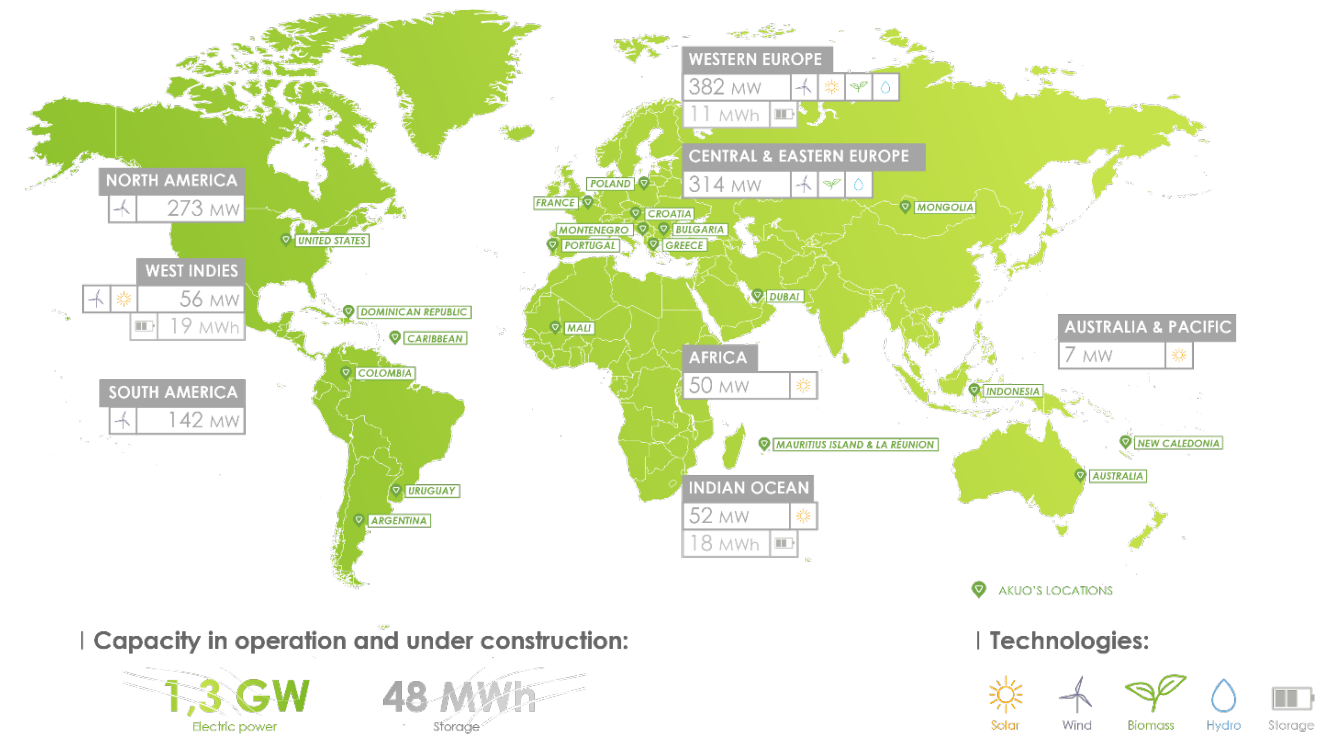 WESTERN EUROPE
382 MW
11 MWh
CENTRAL & EASTERN EUROPE
314 MW
NORTH AMERICA
273 MW
WEST INDIES
56 MW
19 MWh
SOUTH AMERICA
142 MW
AFRICA
50 MW
INDIAN OCEAN
52 MW
18 MWh
AUSTRALIA & PACIFIC
7 MW
POLAND
FRANCE
CROATIA
MONTENEGRO
BULGARIA
PORTUGAL
GREECE
MONGOLIA
UNITED STATES
DUBAI
DOMINICAN REPUBLIC
MALI
CARIBBEAN
COLOMBIA
INDONESIA
MAURITIUS ISLAND & LA RÉUNION
NEW CALEDONIA
AUSTRALIA
URUGUAY
ARGENTINA
AKUO'S LOCATIONS
| Capacity in operation and under construction:
1,3 GW
Electric power
48 MWh
Storage
| Technologies:
Solar
Wind
Biomass
Hydro
Storage